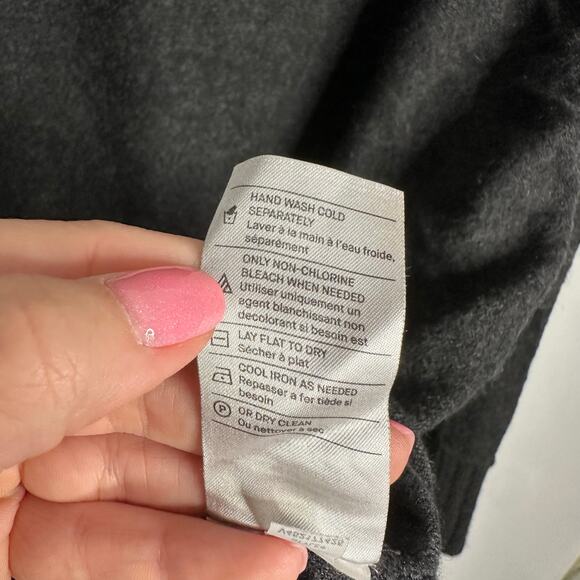 HAND WASH COLD
SEPARATELY
Laver à la main à l'eau froide,
séparément
ONLY NON-CHLORINE
BLEACH WHEN NEEDED
Utiliser uniquement un
agent blanchissant non
decolorant si besoin est
LAY FLAT TO DRY
Sécher à plat
COOL IRON AS NEEDED
Repasser a fer tiède si
besoin
P
OR DRY CLEAN
Ou nettoyer à sec